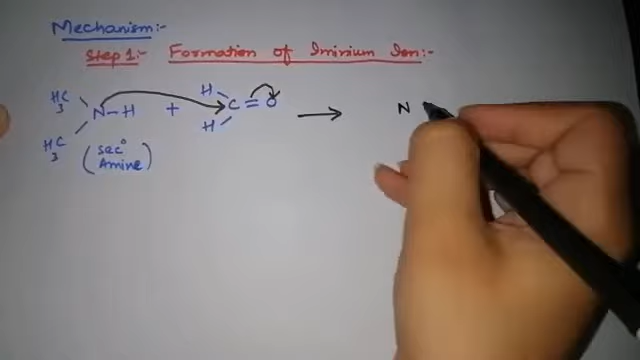 Mechanism:-
Step 1:- Formation of Iminium Ion:-
H3C
N-H + H C = O → N
H3C H
(sec° Amine)